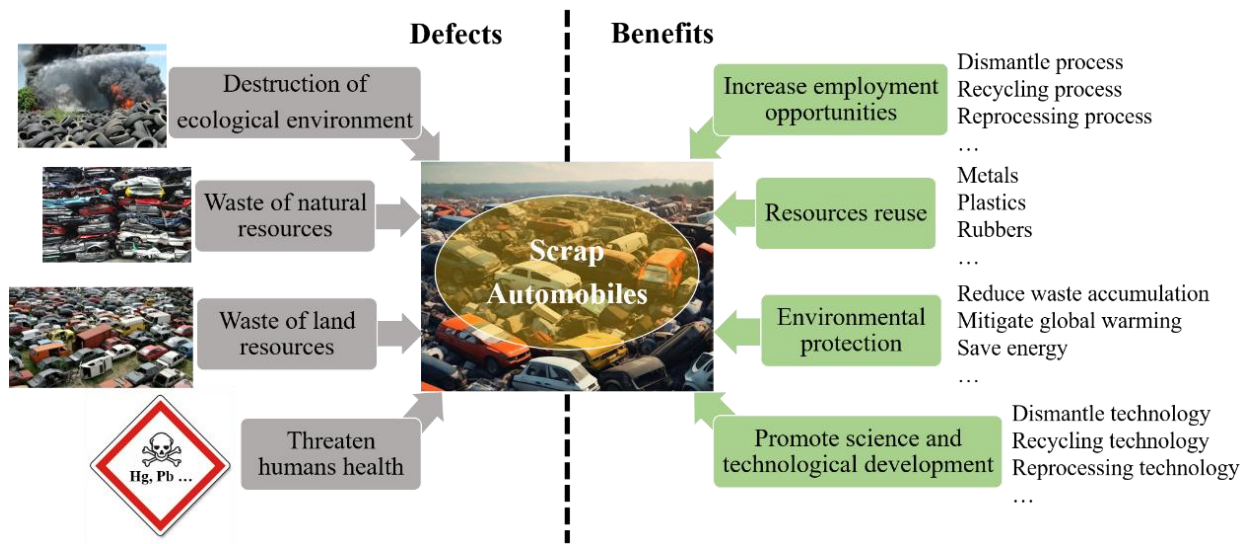 Defects
Benefits
Destruction of
ecological environment
Waste of natural
resources
Waste of land
resources
Threaten
humans health
Hg, Pb ...
Scrap
Automobiles
Increase employment
opportunities
Dismantle process
Recycling process
Reprocessing process
…
Resources reuse
Metals
Plastics
Rubbers
…
Environmental
protection
Reduce waste accumulation
Mitigate global warming
Save energy
…
Promote science and
technological development
Dismantle technology
Recycling technology
Reprocessing technology
…